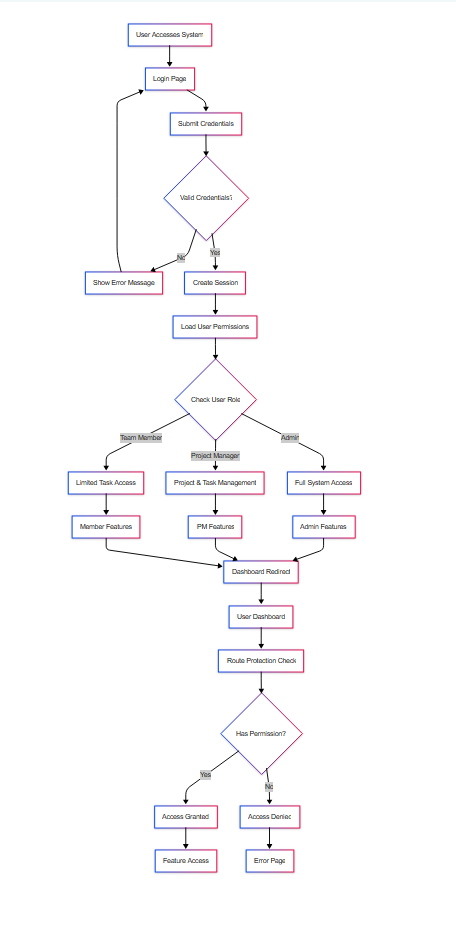 User Accesses System
Login Page
Submit Credentials
Valid Credentials?
No
Yes
Show Error Message
Create Session
Load User Permissions
Check User Role
Team Member
Project Manager
Admin
Limited Task Access
Project & Task Management
Full System Access
Member Features
PM Features
Admin Features
Dashboard Redirect
User Dashboard
Route Protection Check
Has Permission?
Yes
No
Access Granted
Access Denied
Feature Access
Error Page